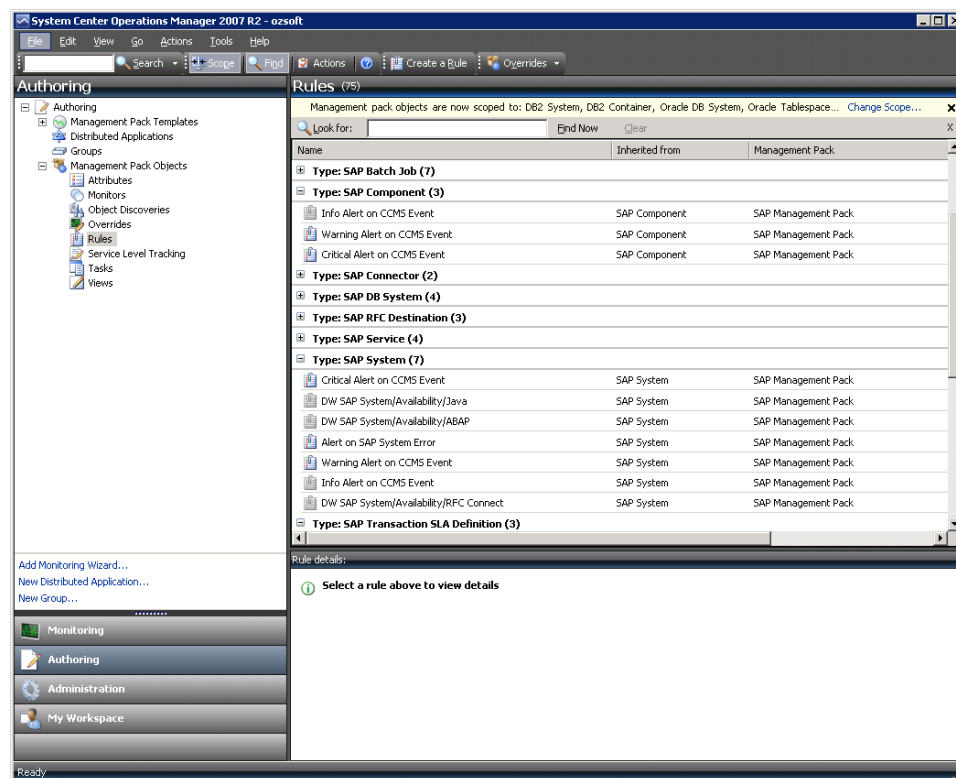 System Center Operations Manager 2007 R2 - ozsoft
File Edit View Go Actions Tools Help
Search Scope Find Actions Create a Rule Overrides
Authoring
Authoring
Management Pack Templates
Distributed Applications
Groups
Management Pack Objects
Attributes
Monitors
Object Discoveries
Overrides
Rules
Service Level Tracking
Tasks
Views
Add Monitoring Wizard...
New Distributed Application...
New Group...
Monitoring
Authoring
Administration
My Workspace
Rules (75)
Management pack objects are now scoped to: DB2 System, DB2 Container, Oracle DB System, Oracle Tablespace... Change Scope...
Look for: Find Now Clear
Name Inherited from Management Pack
Type: SAP Batch Job (7)
Type: SAP Component (3)
Info Alert on CCMS Event SAP Component SAP Management Pack
Warning Alert on CCMS Event SAP Component SAP Management Pack
Critical Alert on CCMS Event SAP Component SAP Management Pack
Type: SAP Connector (2)
Type: SAP DB System (4)
Type: SAP RFC Destination (3)
Type: SAP Service (4)
Type: SAP System (7)
Critical Alert on CCMS Event SAP System SAP Management Pack
DW SAP System/Availability/Java SAP System SAP Management Pack
DW SAP System/Availability/ABAP SAP System SAP Management Pack
Alert on SAP System Error SAP System SAP Management Pack
Warning Alert on CCMS Event SAP System SAP Management Pack
Info Alert on CCMS Event SAP System SAP Management Pack
DW SAP System/Availability/RFC Connect SAP System SAP Management Pack
Type: SAP Transaction SLA Definition (3)
Rule details:
Select a rule above to view details
Ready